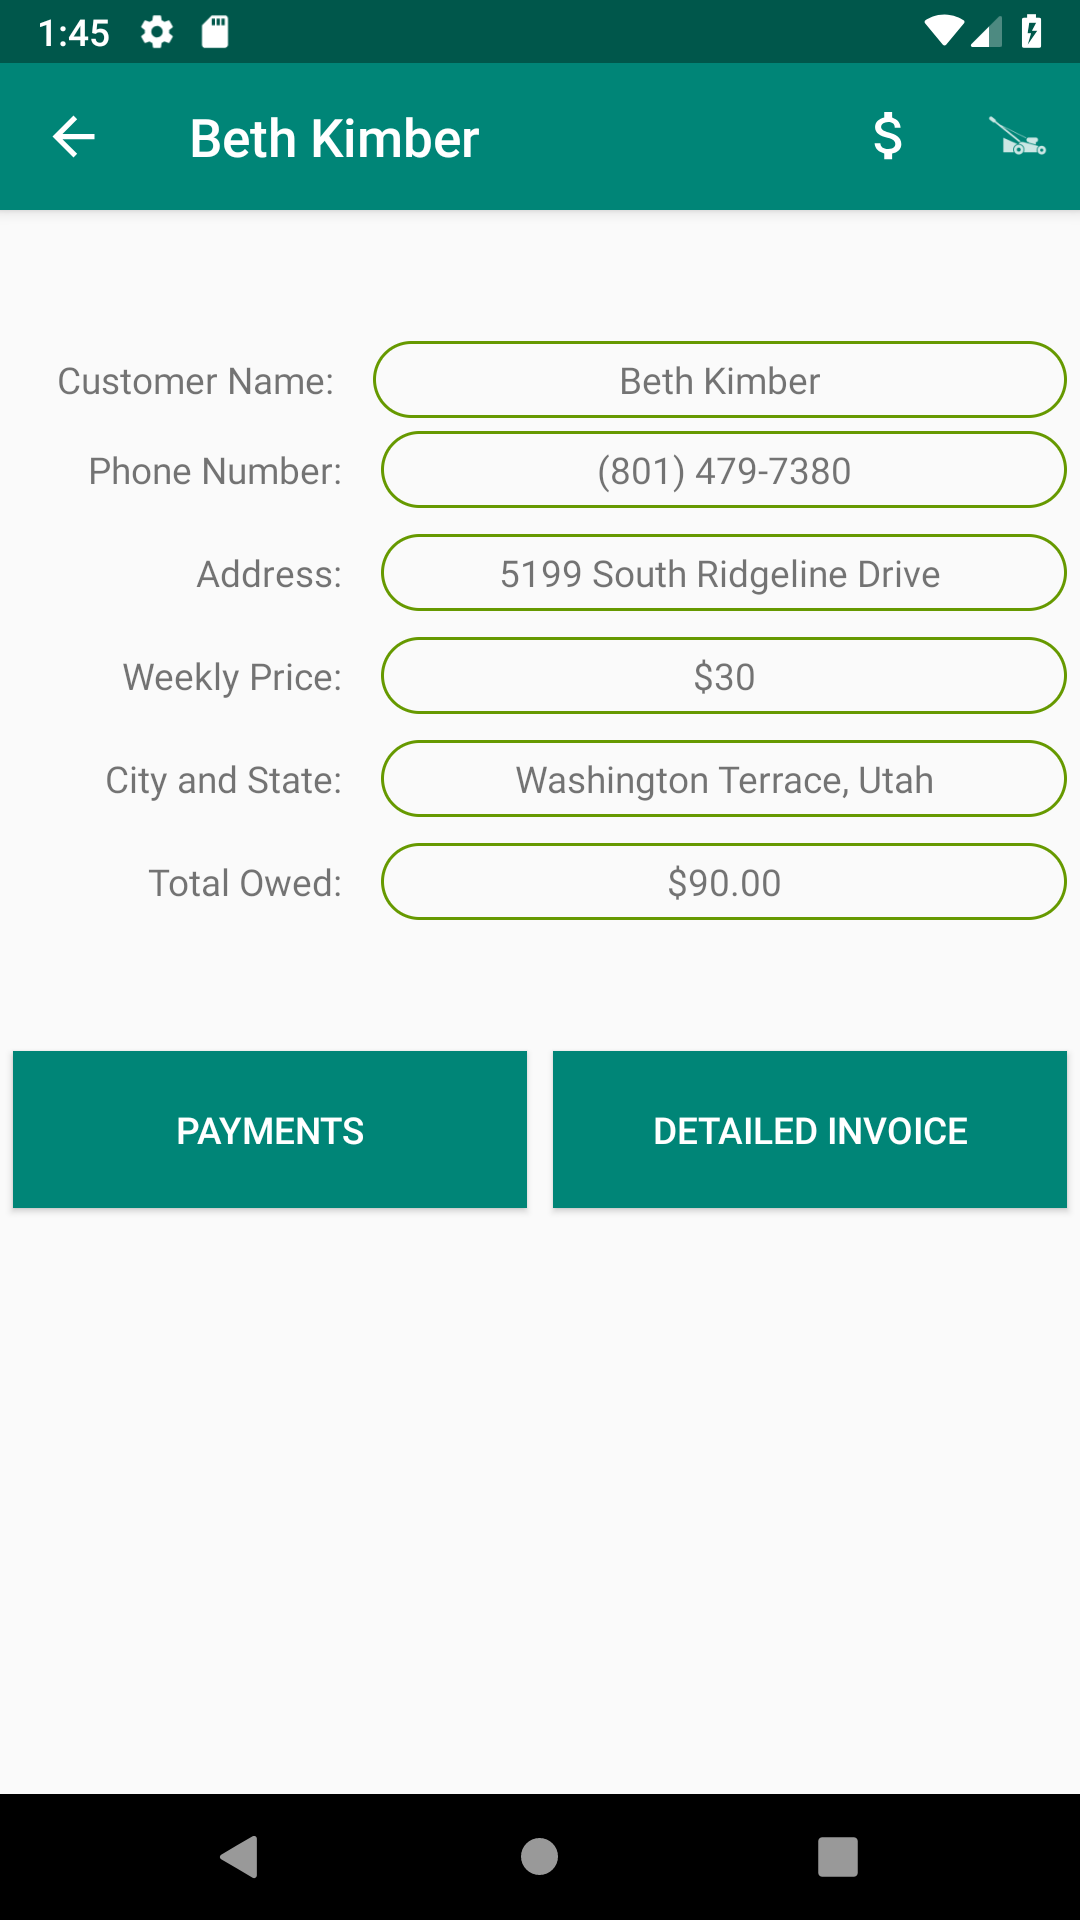 1:45
Beth Kimber
$
Customer Name: Beth Kimber
Phone Number: (801) 479-7380
Address: 5199 South Ridgeline Drive
Weekly Price: $30
City and State: Washington Terrace, Utah
Total Owed: $90.00
PAYMENTS DETAILED INVOICE